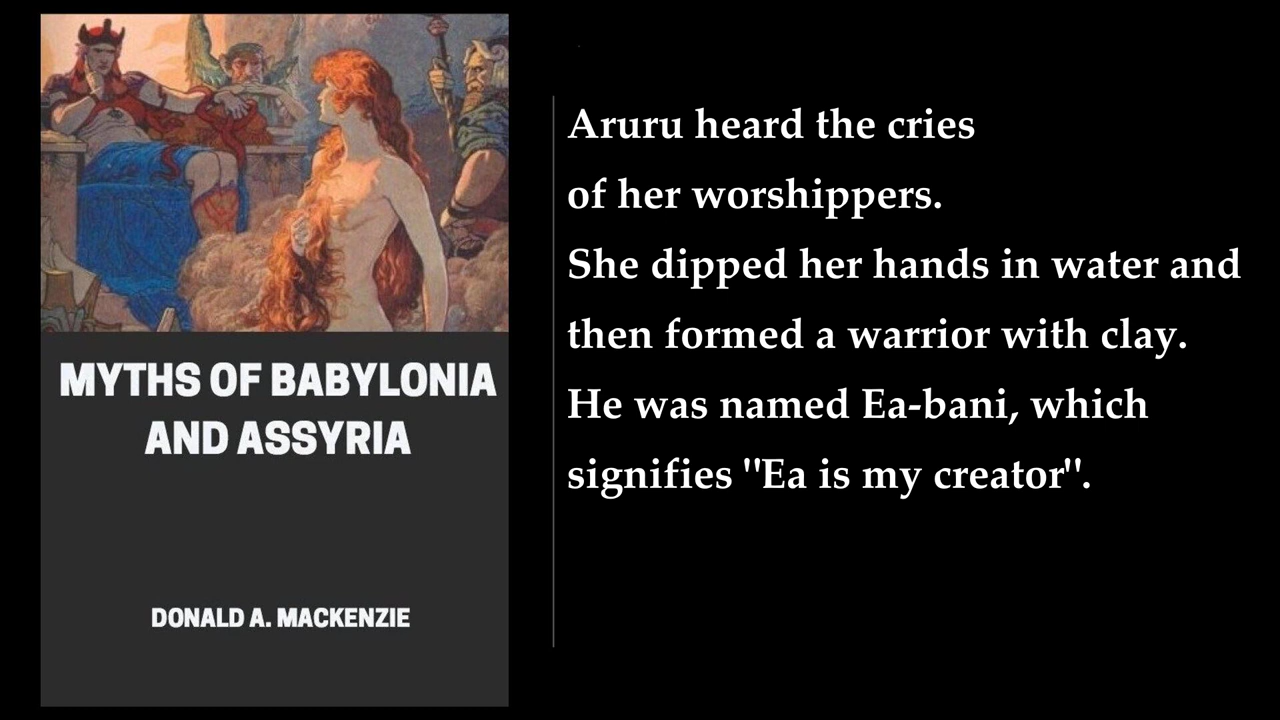 MYTHS OF BABYLONIA
AND ASSYRIA
DONALD A. MACKENZIE
Aruru heard the cries
of her worshippers.
She dipped her hands in water and
then formed a warrior with clay.
He was named Ea-bani, which
signifies "Ea is my creator".